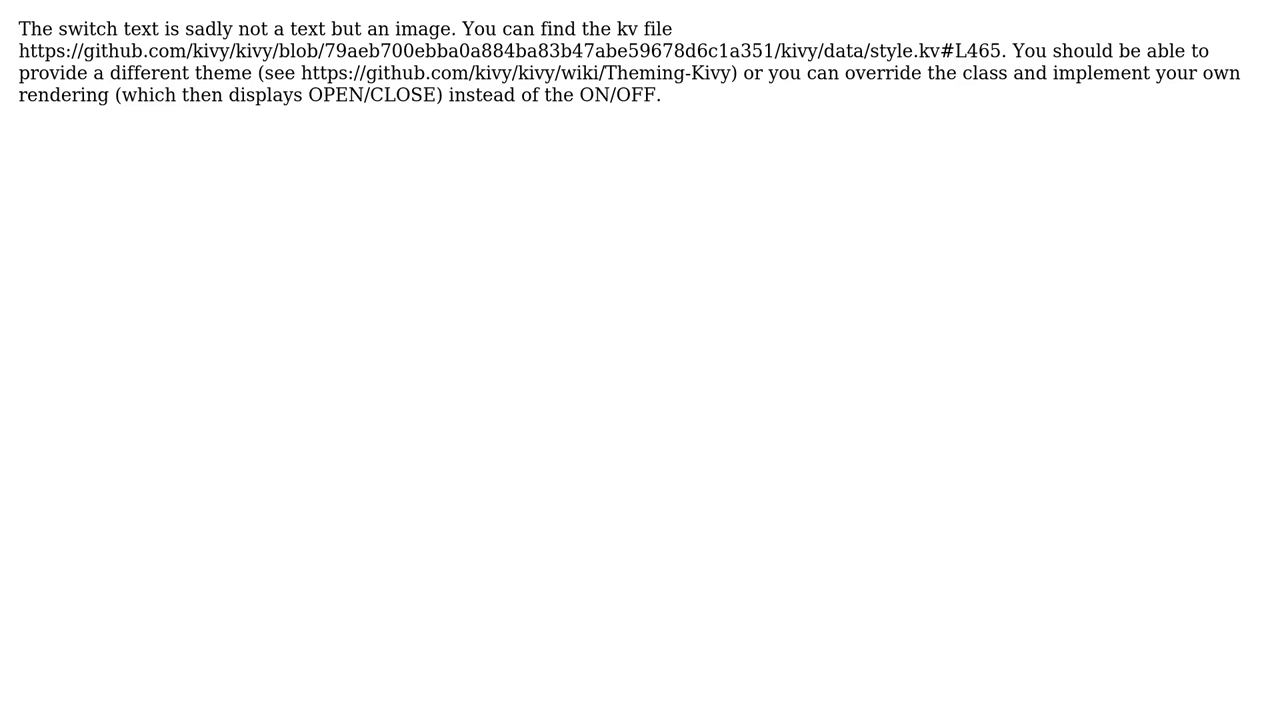 The switch text is sadly not a text but an image. You can find the kv file
https://github.com/kivy/kivy/blob/79aeb700ebba0a884ba83b47abe59678d6c1a351/kivy/data/style.kv#L465. You should be able to
provide a different theme (see https://github.com/kivy/kivy/wiki/Theming-Kivy) or you can override the class and implement your own
rendering (which then displays OPEN/CLOSE) instead of the ON/OFF.